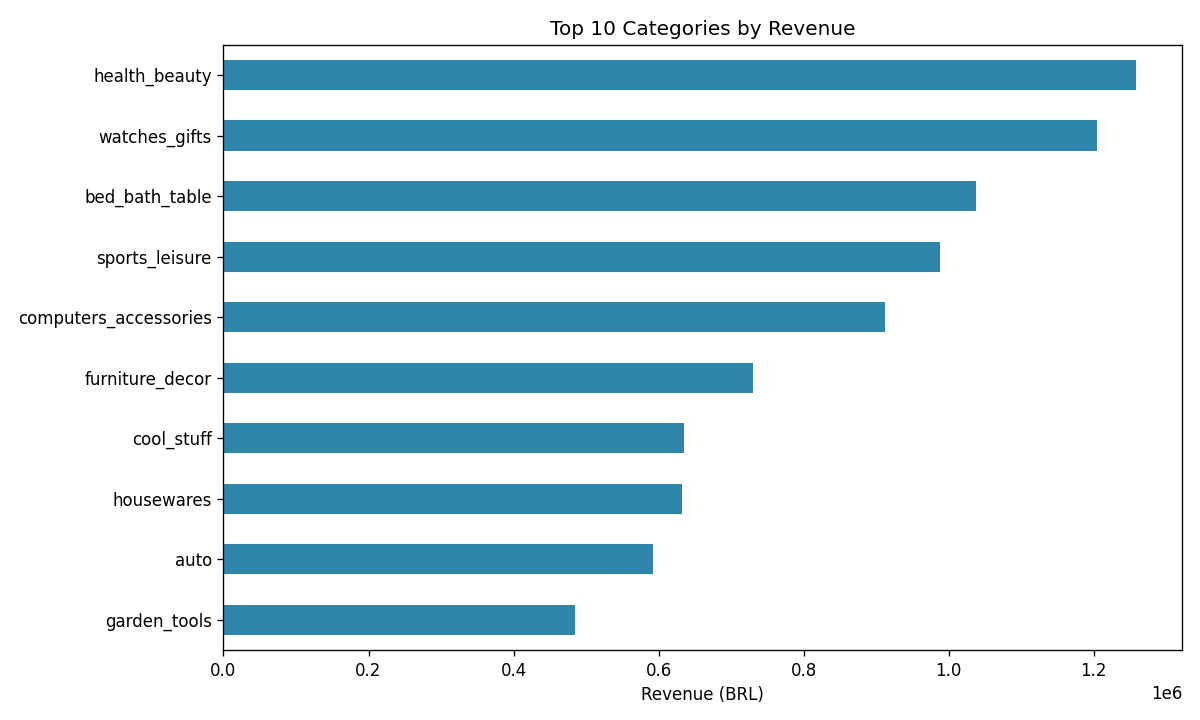 Top 10 Categories by Revenue
health_beauty
watches_gifts
bed_bath_table
sports_leisure
computers_accessories
furniture_decor
cool_stuff
housewares
auto
garden_tools
0.0 0.2 0.4 0.6 0.8 1.0 1.2
Revenue (BRL) 1e6